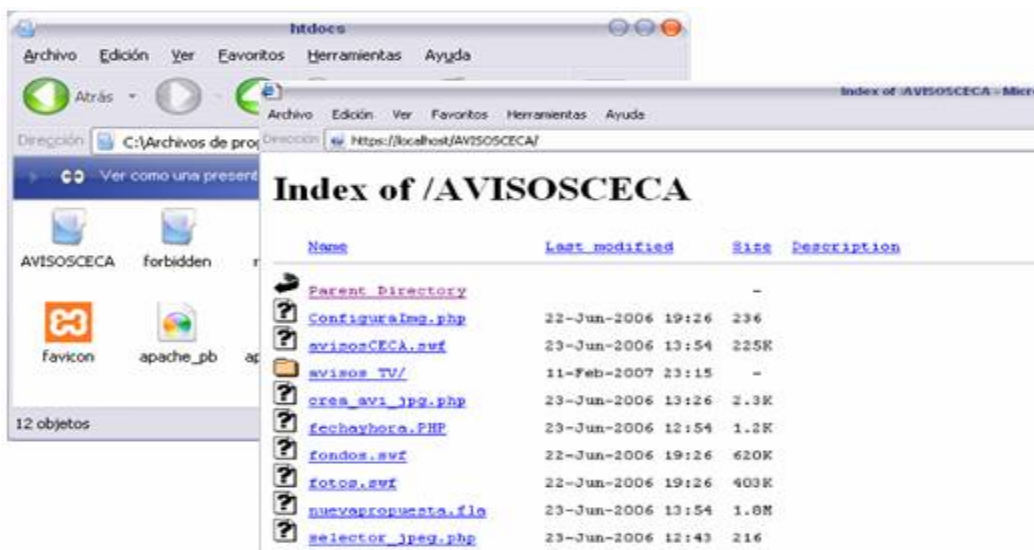 htdocs
Archivo Edición Ver Favoritos Herramientas Ayuda
Atrás
Dirección C:\Archivos de pro
Ver como una present
AVISOSCECA forbidden
favicon apache_pb
12 objetos
Index of /AVISOSCECA - Micr
Archivo Edición Ver Favoritos Herramientas Ayuda
Dirección https://localhost/AVISOSCECA/
Index of /AVISOSCECA
Name Last modified Size Description
Parent Directory -
ConfiguraImg.php 22-Jun-2006 19:26 236
avisosCECA.swf 23-Jun-2006 13:54 225K
avisos_TV/ 11-Feb-2007 23:15 -
crea_avi_jpg.php 23-Jun-2006 13:26 2.3K
fechayhora.PHP 23-Jun-2006 12:54 1.2K
fondos.swf 22-Jun-2006 19:26 620K
fotos.swf 22-Jun-2006 19:26 403K
nuevapropuesta.fla 23-Jun-2006 13:54 1.8M
selector_jpeg.php 23-Jun-2006 12:43 216